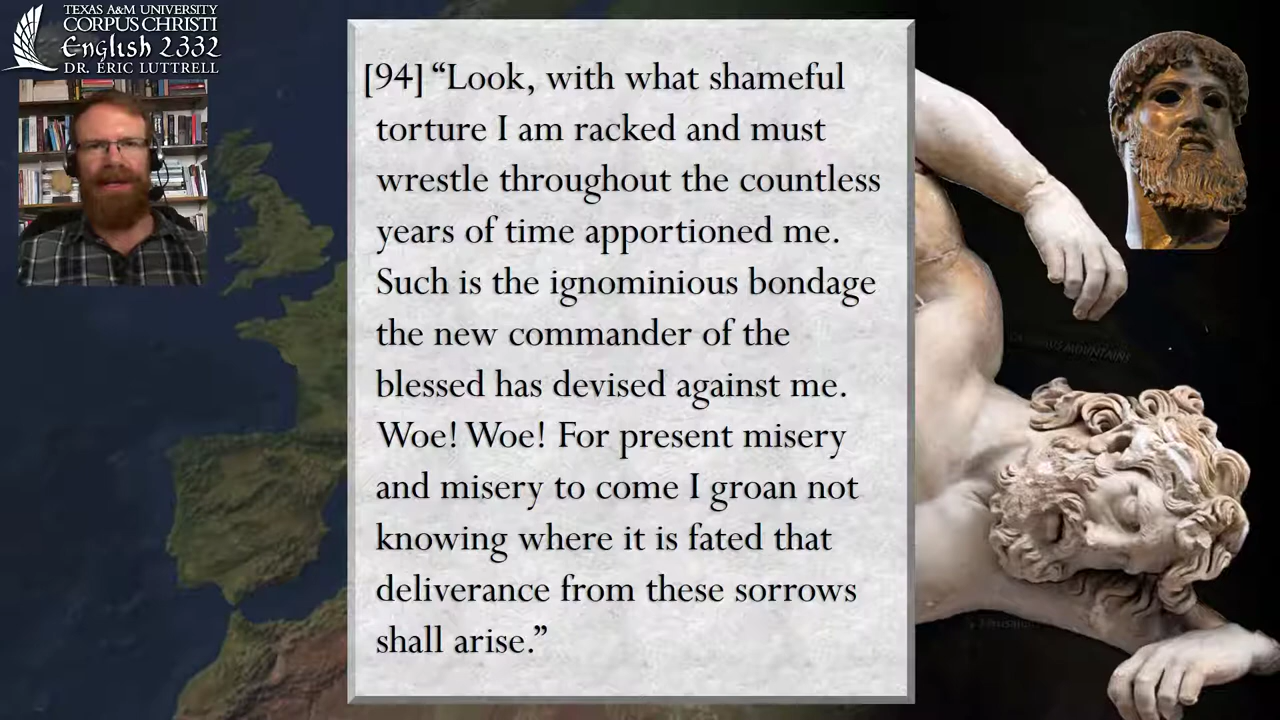 TEXAS A&M UNIVERSITY
CORPUS CHRISTI
English 2332
DR. ERIC LUTTRELL
[94] “Look, with what shameful
torture I am racked and must
wrestle throughout the countless
years of time apportioned me.
Such is the ignominious bondage
the new commander of the
blessed has devised against me.
Woe! Woe! For present misery
and misery to come I groan not
knowing where it is fated that
deliverance from these sorrows
shall arise.”
MOUNTAINS